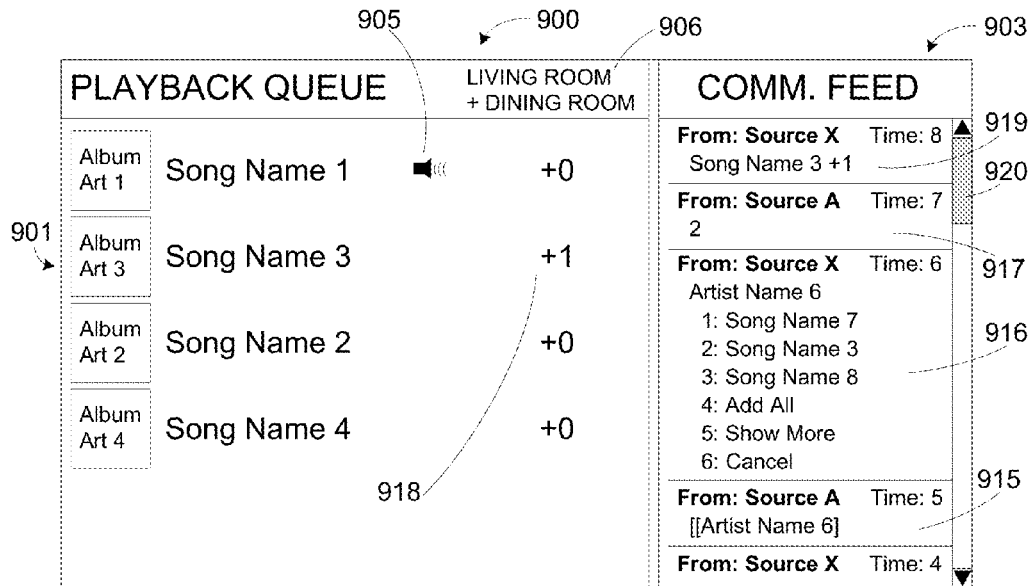 905
900
906
903
PLAYBACK QUEUE
LIVING ROOM
+ DINING ROOM
901
Album
Art 1
Song Name 1
+0
Album
Art 3
Song Name 3
+1
Album
Art 2
Song Name 2
+0
Album
Art 4
Song Name 4
+0
918
COMM. FEED
From: Source X Time: 8
Song Name 3 +1
919
920
From: Source A Time: 7
2
917
From: Source X Time: 6
Artist Name 6
1: Song Name 7
2: Song Name 3
3: Song Name 8
4: Add All
5: Show More
6: Cancel
916
From: Source A Time: 5
[[Artist Name 6]
915
From: Source X Time: 4